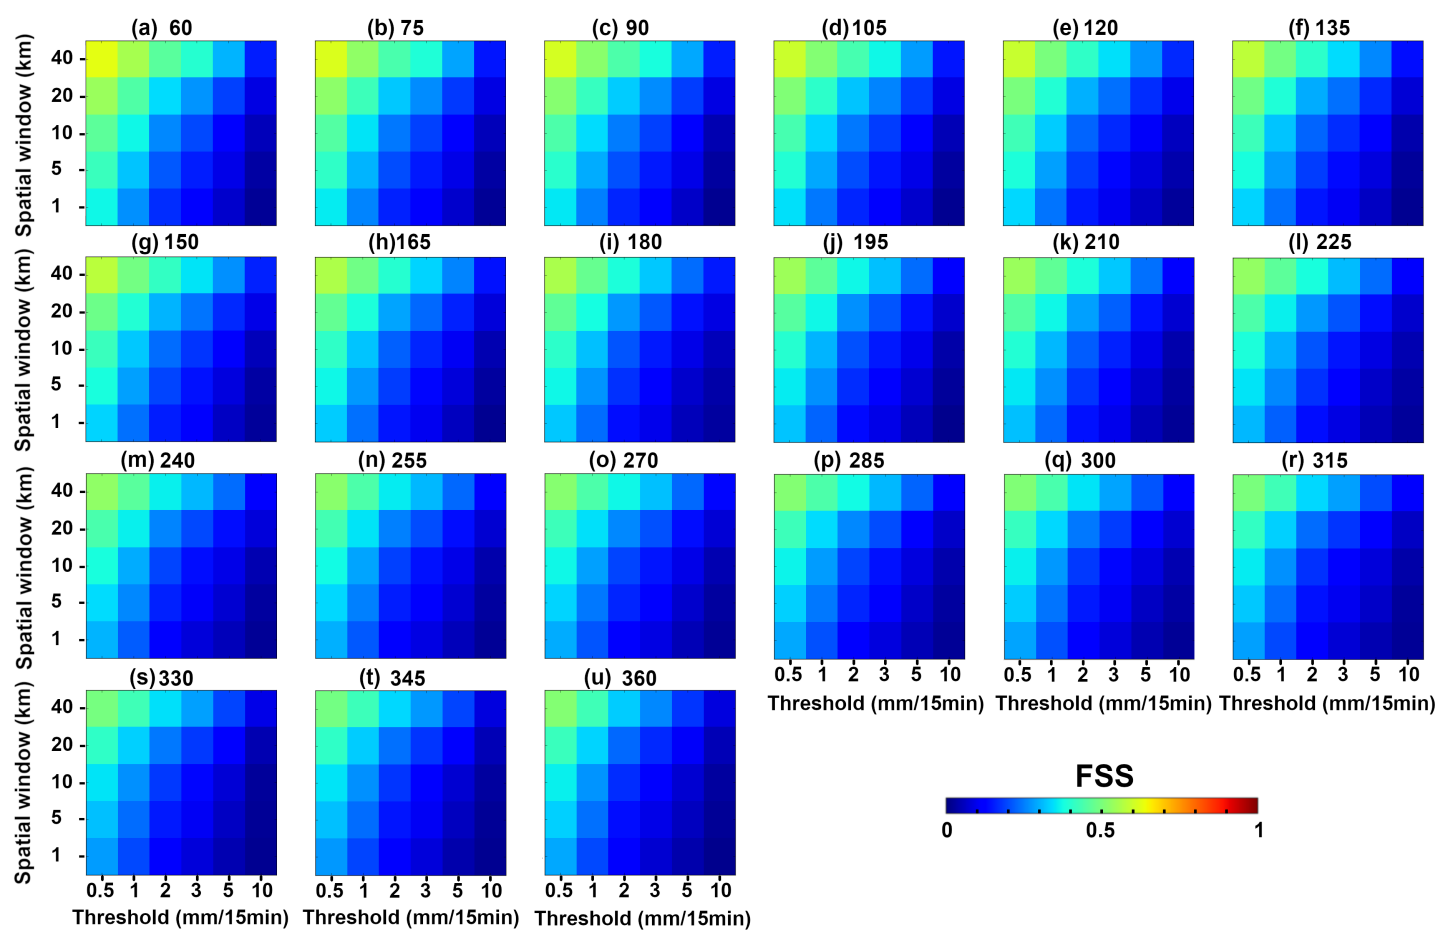 (a) 60
(b) 75
(c) 90
(d) 105
(e) 120
(f) 135
Spatial window (km)
40
20
10
5
1
(g) 150
(h) 165
(i) 180
(j) 195
(k) 210
(l) 225
Spatial window (km)
40
20
10
5
1
(m) 240
(n) 255
(o) 270
(p) 285
(q) 300
(r) 315
Spatial window (km)
40
20
10
5
1
0.5 1 2 3 5 10
0.5 1 2 3 5 10
0.5 1 2 3 5 10
Threshold (mm/15min)
Threshold (mm/15min)
Threshold (mm/15min)
(s) 330
(t) 345
(u) 360
Spatial window (km)
40
20
10
5
1
0.5 1 2 3 5 10
0.5 1 2 3 5 10
0.5 1 2 3 5 10
Threshold (mm/15min)
Threshold (mm/15min)
Threshold (mm/15min)
FSS
0 0.5 1